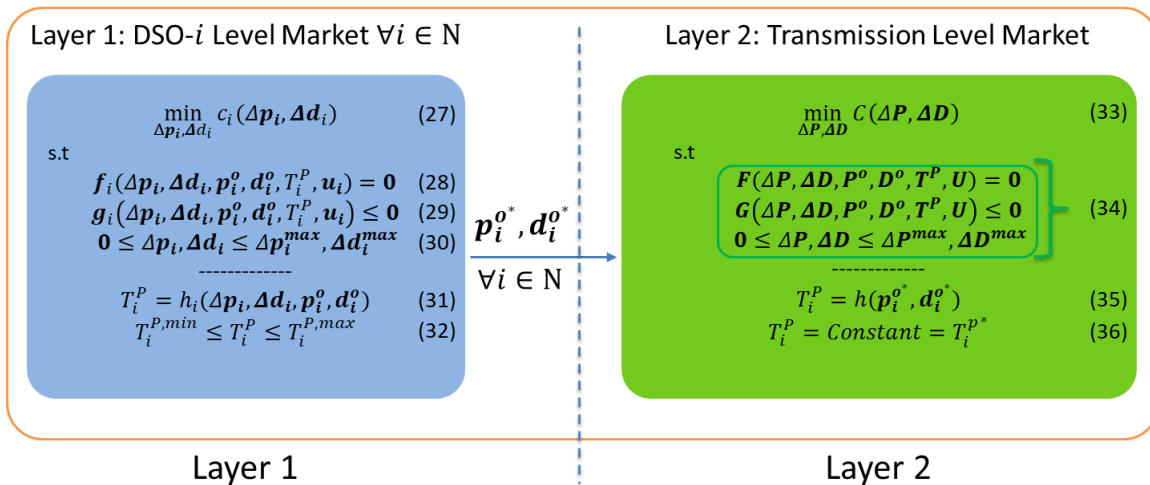 Layer 1: DSO-i Level Market ∀i ∈ N
min c_i(Δp_i, Δd_i) (27)
Δp_i,Δd_i
s.t
f_i(Δp_i, Δd_i, p_i^o, d_i^o, T_i^P, u_i) = 0 (28)
g_i(Δp_i, Δd_i, p_i^o, d_i^o, T_i^P, u_i) ≤ 0 (29)
0 ≤ Δp_i, Δd_i ≤ Δp_i^max, Δd_i^max (30)
-------------
T_i^P = h_i(Δp_i, Δd_i, p_i^o, d_i^o) (31)
T_i^{P,min} ≤ T_i^P ≤ T_i^{P,max} (32)
p_i^{o*}, d_i^{o*}
∀i ∈ N
Layer 2: Transmission Level Market
min C(ΔP, ΔD) (33)
ΔP,ΔD
s.t
F(ΔP, ΔD, P^o, D^o, T^P, U) = 0
G(ΔP, ΔD, P^o, D^o, T^P, U) ≤ 0 (34)
0 ≤ ΔP, ΔD ≤ ΔP^max, ΔD^max
-------------
T_i^P = h(p_i^{o*}, d_i^{o*}) (35)
T_i^P = Constant = T_i^{p*} (36)
Layer 1
Layer 2